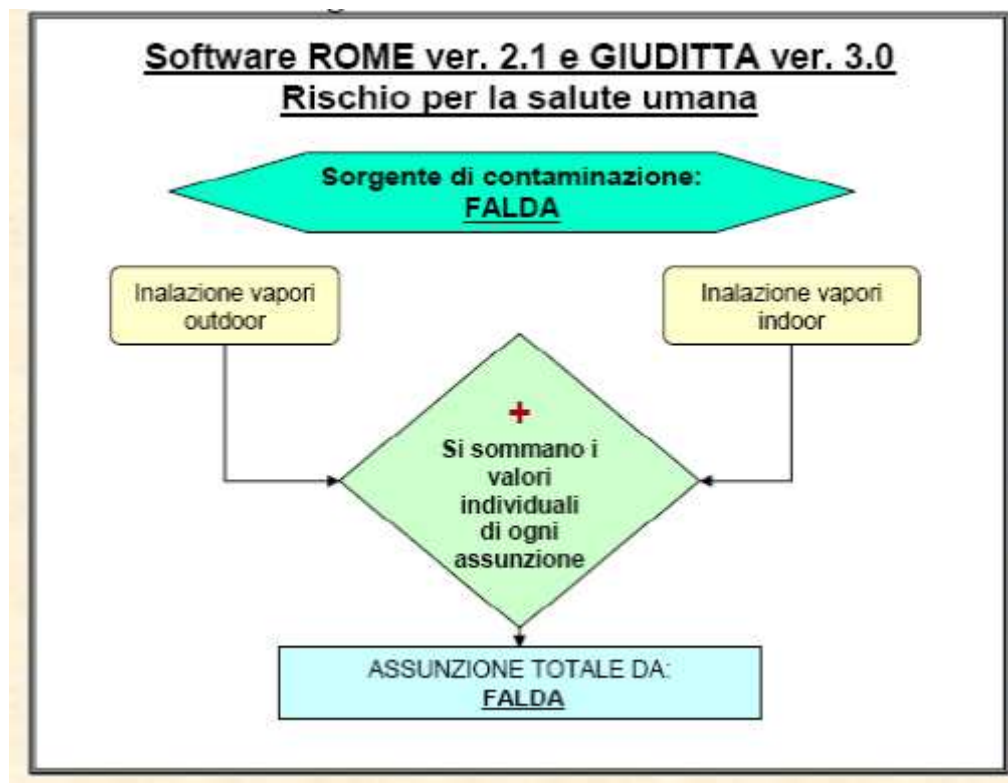 Software ROME ver. 2.1 e GIUDITTA ver. 3.0
Rischio per la salute umana
Sorgente di contaminazione:
FALDA
Inalazione vapori
outdoor
Inalazione vapori
indoor
+
Si sommano i
valori
individuali
di ogni
assunzione
ASSUNZIONE TOTALE DA:
FALDA